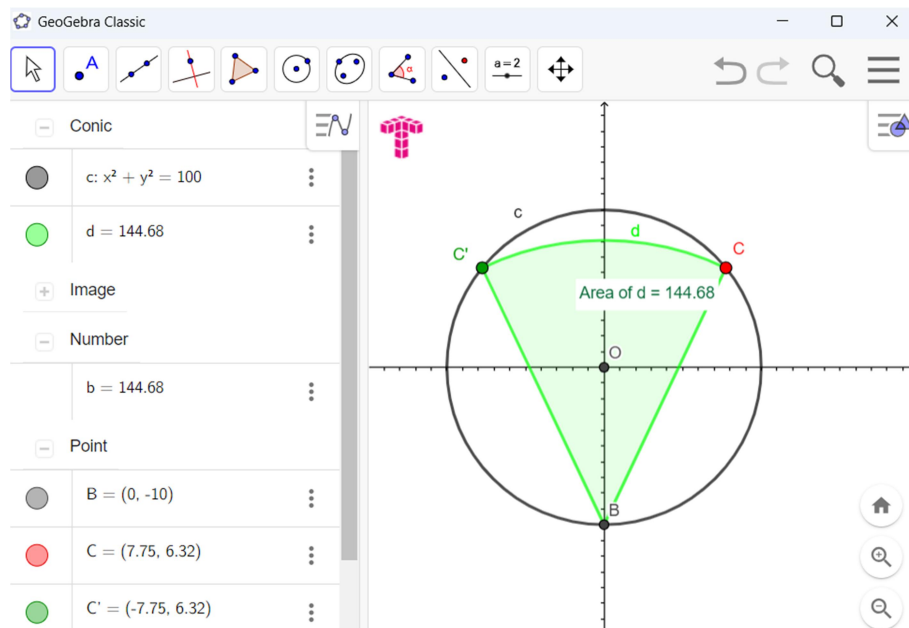 GeoGebra Classic
A
α
a = 2
Conic
c: x² + y² = 100
d = 144.68
Image
Number
b = 144.68
Point
B = (0, -10)
C = (7.75, 6.32)
C' = (-7.75, 6.32)
c
d
C'
C
Area of d = 144.68
O
B